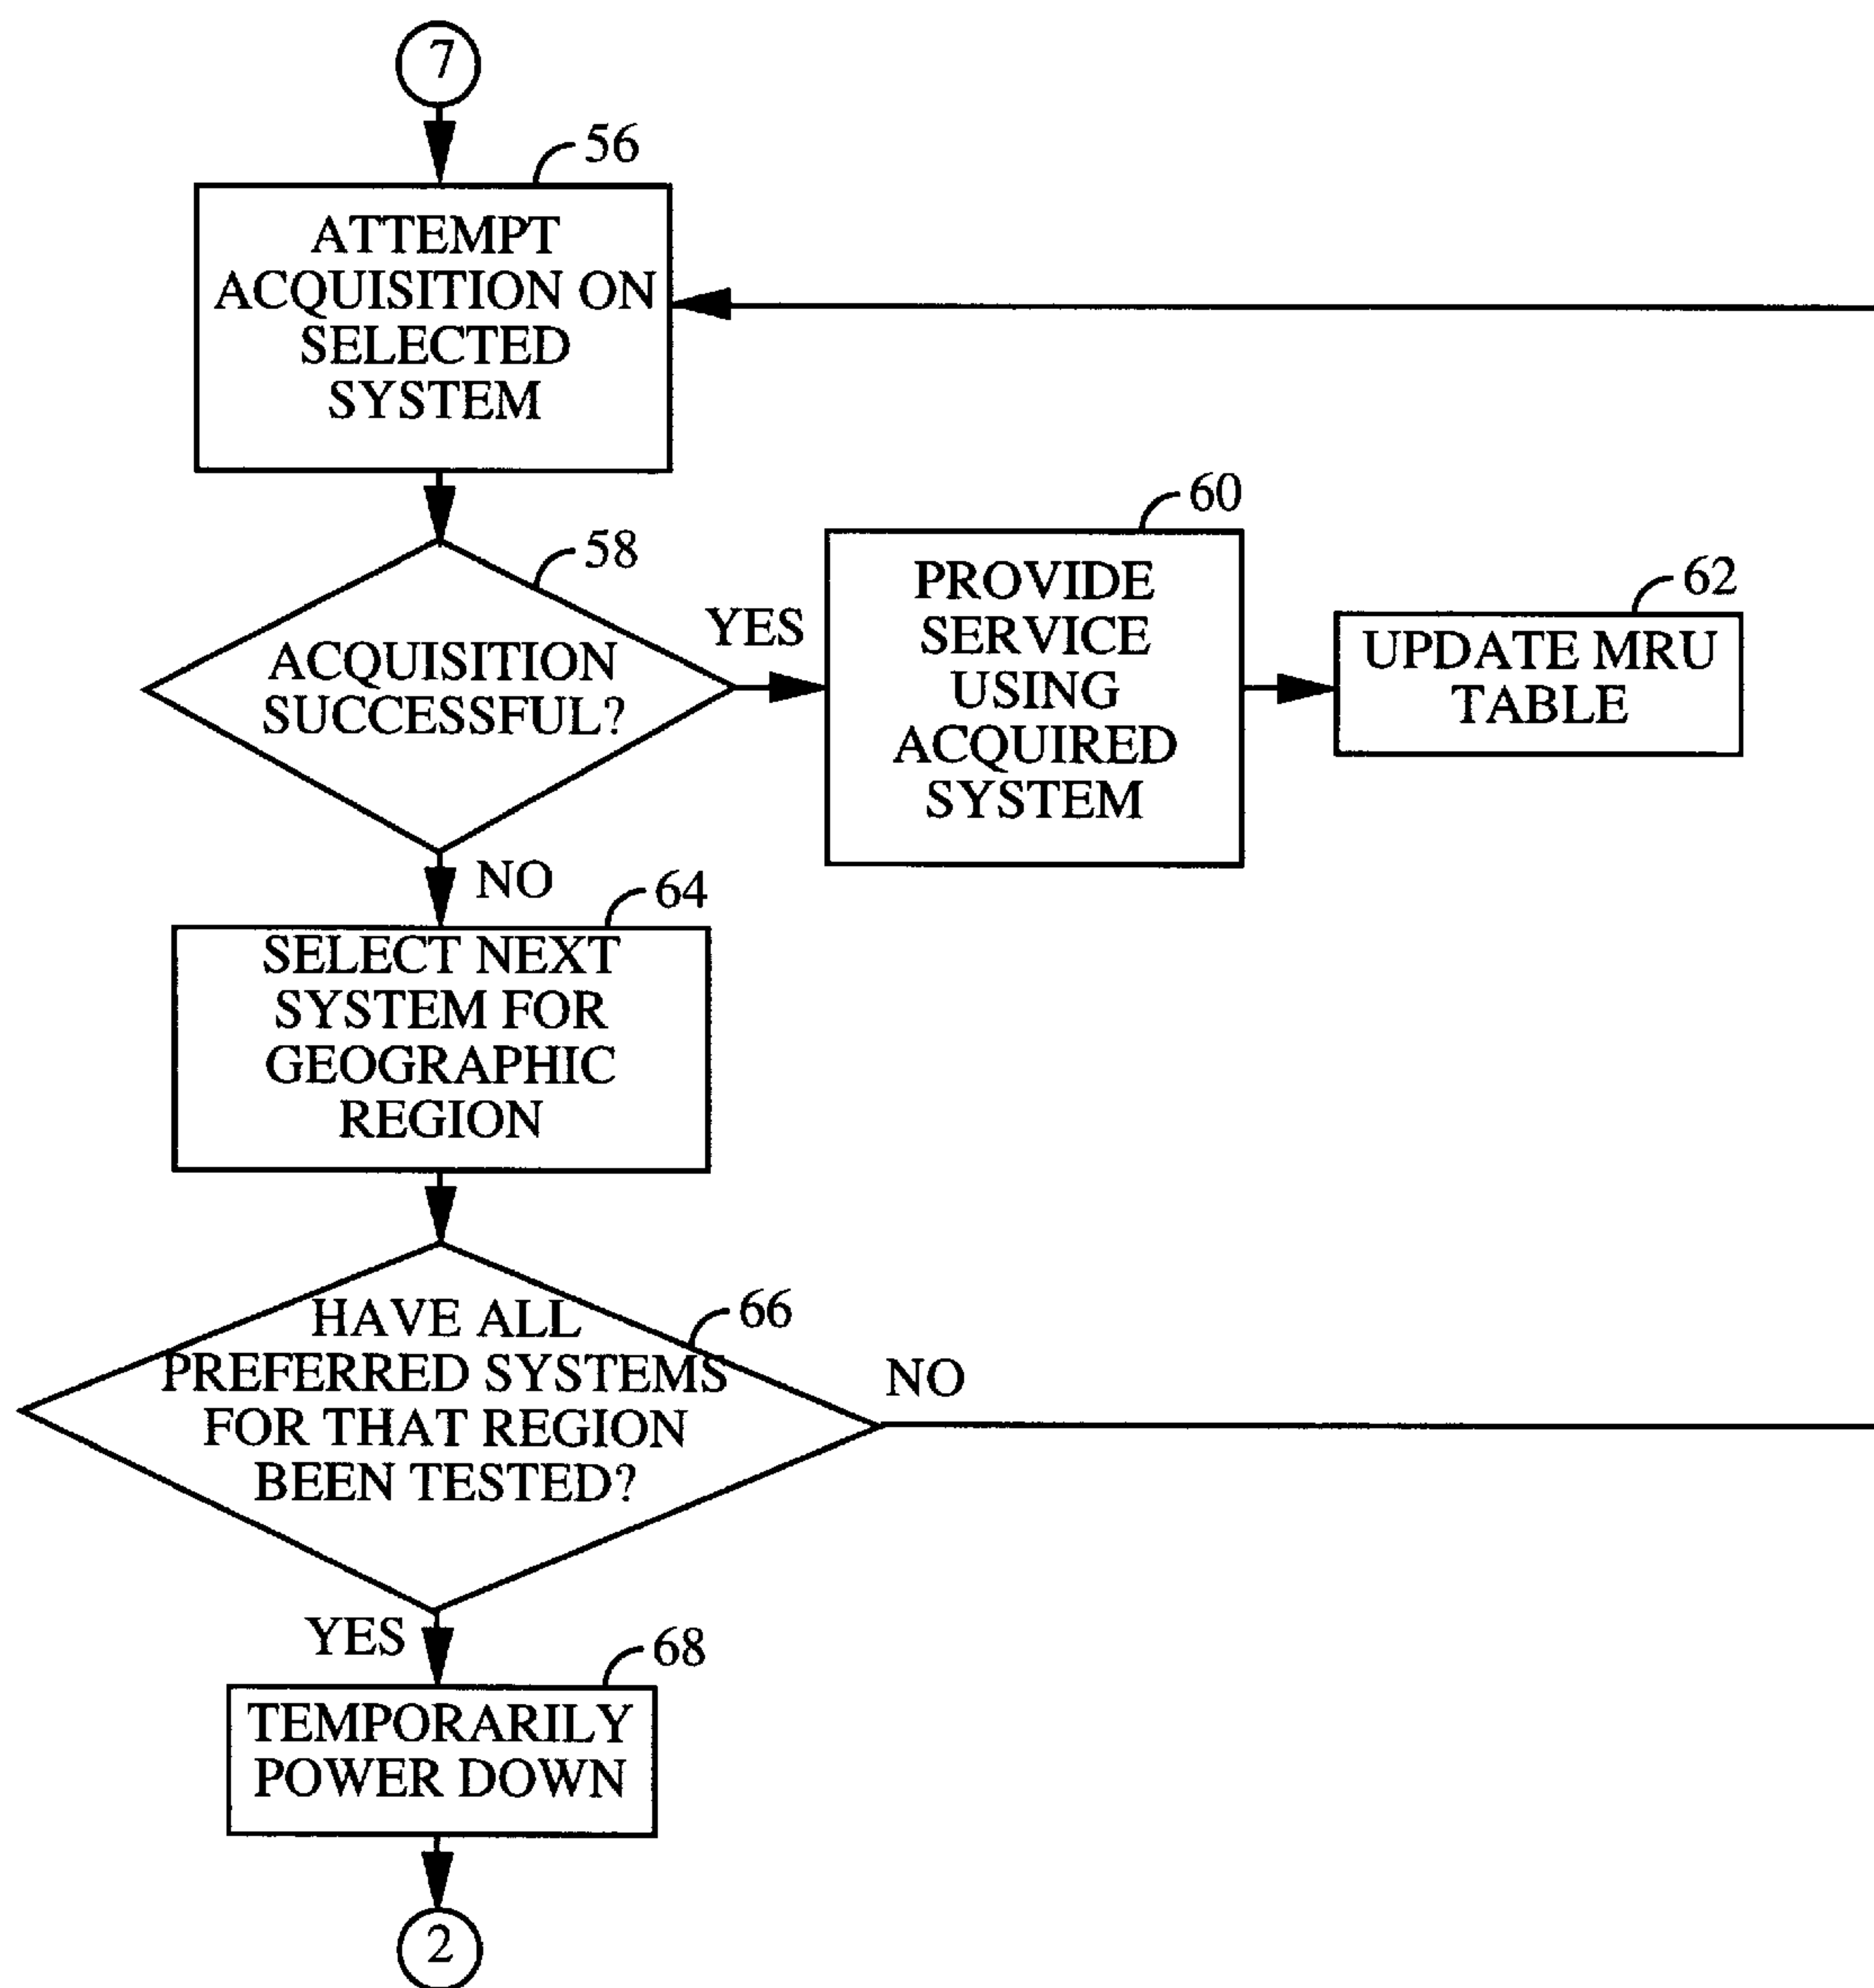 7
56
ATTEMPT
ACQUISITION ON
SELECTED
SYSTEM
58
ACQUISITION
SUCCESSFUL?
YES
60
PROVIDE
SERVICE
USING
ACQUIRED
SYSTEM
62
UPDATE MRU
TABLE
NO
64
SELECT NEXT
SYSTEM FOR
GEOGRAPHIC
REGION
66
HAVE ALL
PREFERRED SYSTEMS
FOR THAT REGION
BEEN TESTED?
NO
YES
68
TEMPORARILY
POWER DOWN
2